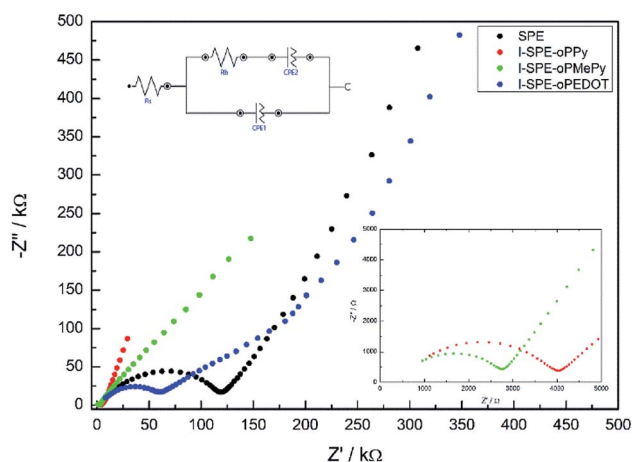 500
450
400
350
300
250
200
150
100
50
0
-Z'' / kΩ
0 50 100 150 200 250 300 350 400 450 500
Z' / kΩ
Rs
Rb
CPE2
CPE1
SPE
I-SPE-oPPy
I-SPE-oPMePy
I-SPE-oPEDOT
5000
4000
3000
2000
1000
0
-Z'' / Ω
0 1000 2000 3000 4000 5000
Z' / Ω